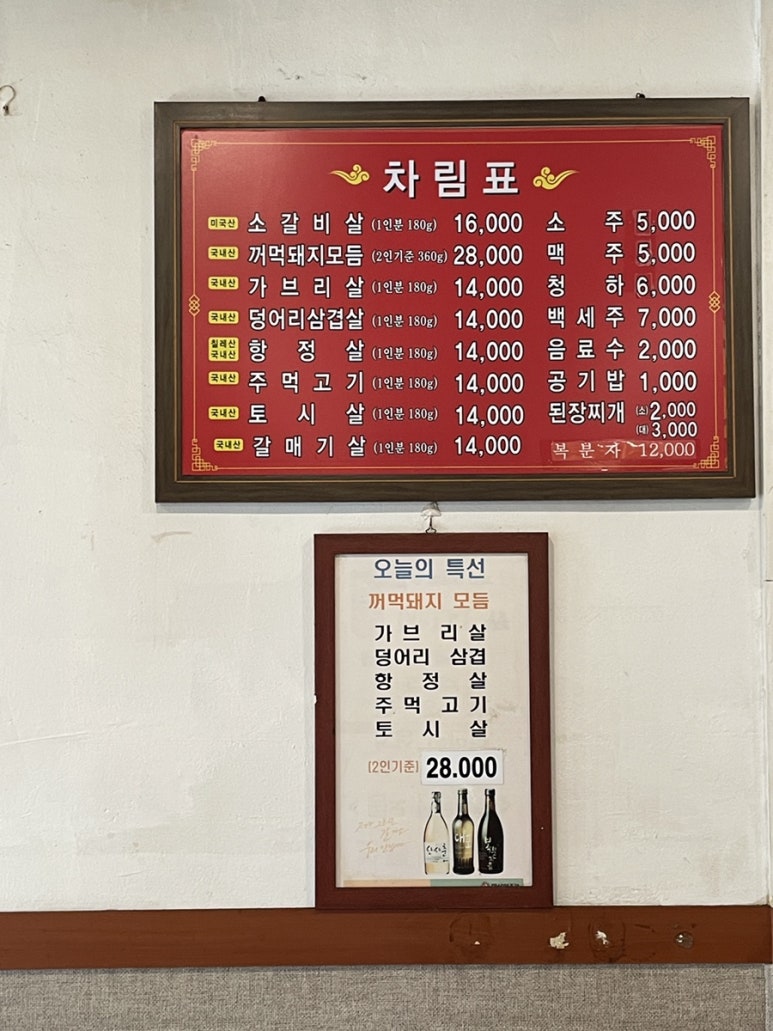 차림표
미국산 소갈비살 (1인분 180g) 16,000
국내산 꺼먹돼지모듬 (2인기준 360g) 28,000
국내산 가브리살 (1인분 180g) 14,000
국내산 덩어리삼겹살 (1인분 180g) 14,000
칠레산 국내산 항정살 (1인분 180g) 14,000
국내산 주먹고기 (1인분 180g) 14,000
국내산 토시살 (1인분 180g) 14,000
국내산 갈매기살 (1인분 180g) 14,000
소주 5,000
맥주 5,000
청하 6,000
백세주 7,000
음료수 2,000
공기밥 1,000
된장찌개 (소) 2,000
(대) 3,000
복분자 12,000
오늘의 특선
꺼먹돼지 모듬
가브리살
덩어리 삼겹
항정살
주먹고기
토시살
(2인기준) 28.000
산사춘
대포